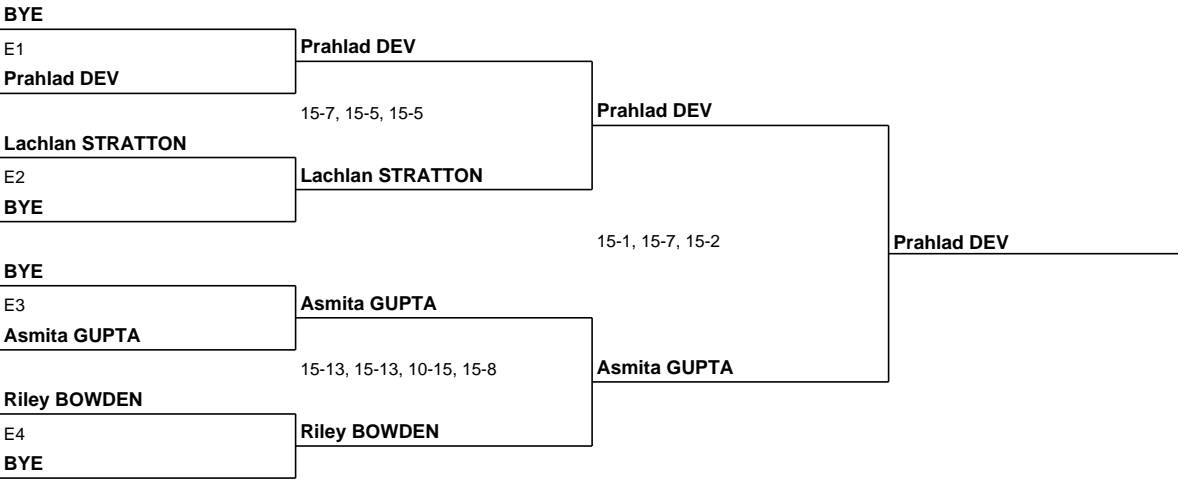 BYE
E1
Prahlad DEV
Lachlan STRATTON
E2
BYE
BYE
E3
Asmita GUPTA
Riley BOWDEN
E4
BYE
Prahlad DEV
15-7, 15-5, 15-5
Lachlan STRATTON
Asmita GUPTA
15-13, 15-13, 10-15, 15-8
Riley BOWDEN
Prahlad DEV
15-1, 15-7, 15-2
Asmita GUPTA
Prahlad DEV